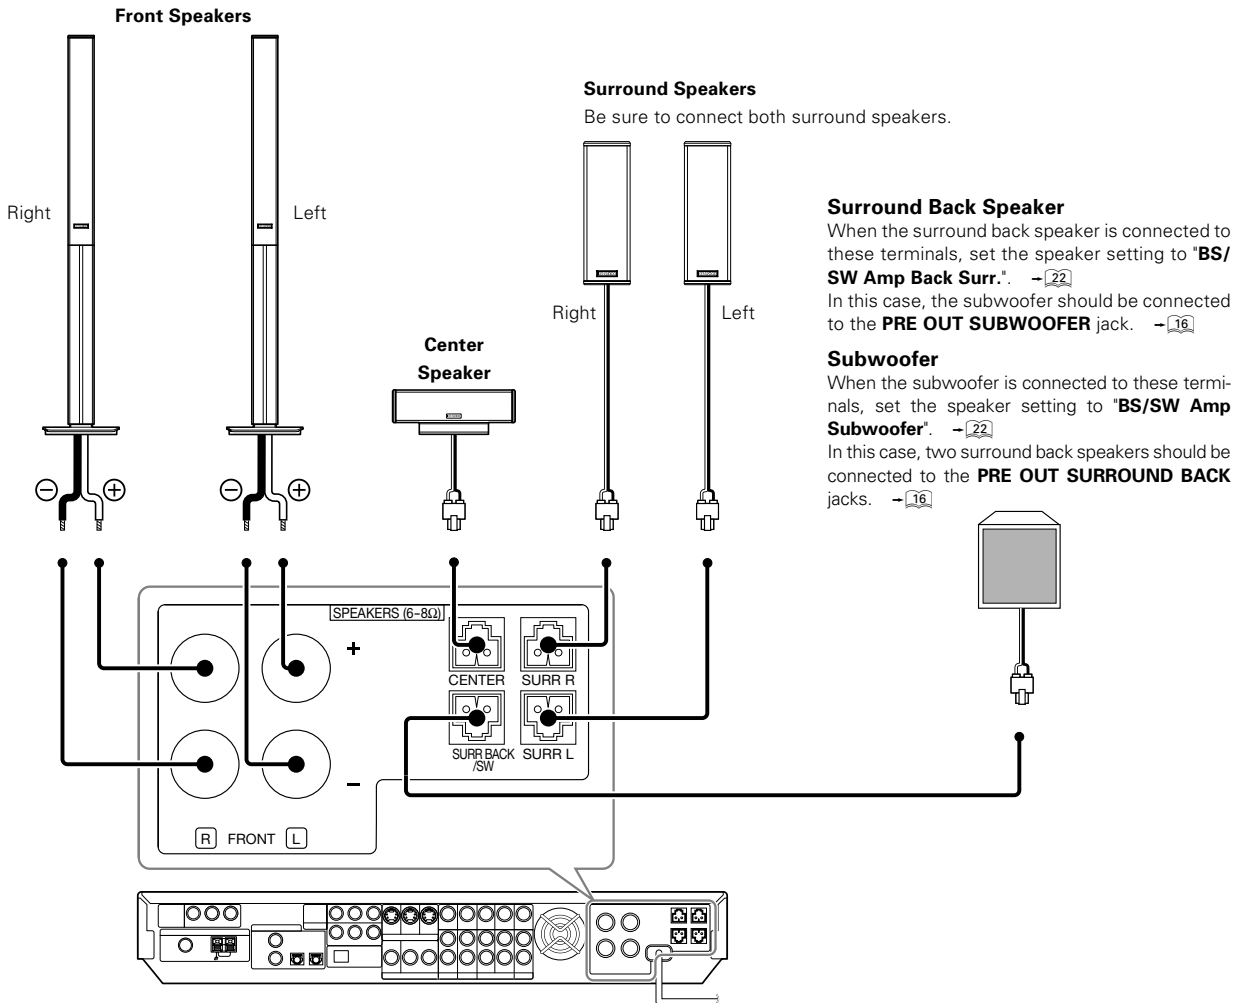 Front Speakers
Surround Speakers
Be sure to connect both surround speakers.
Right
Left
Surround Back Speaker
When the surround back speaker is connected to
these terminals, set the speaker setting to "BS/
SW Amp Back Surr.". →22
In this case, the subwoofer should be connected
to the PRE OUT SUBWOOFER jack. →16
Right
Left
Center
Speaker
Subwoofer
When the subwoofer is connected to these termi-
nals, set the speaker setting to "BS/SW Amp
Subwoofer". →22
In this case, two surround back speakers should be
connected to the PRE OUT SURROUND BACK
jacks. →16
− + − +
SPEAKERS (6-8Ω)
+
CENTER SURR R
SURR BACK
/SW
SURR L
−
R FRONT L